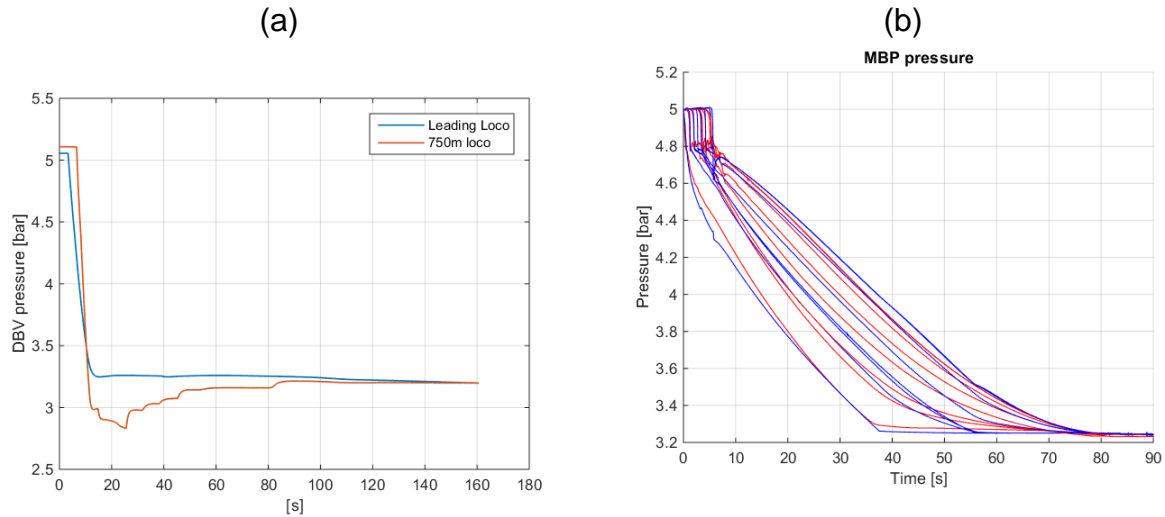 (a)
(b)
MBP pressure
5.5
5
4.5
4
3.5
3
2.5
DBV pressure [bar]
Leading Loco
750m loco
0 20 40 60 80 100 120 140 160 180
[s]
5.2
5
4.8
4.6
4.4
4.2
4
3.8
3.6
3.4
3.2
Pressure [bar]
0 10 20 30 40 50 60 70 80 90
Time [s]